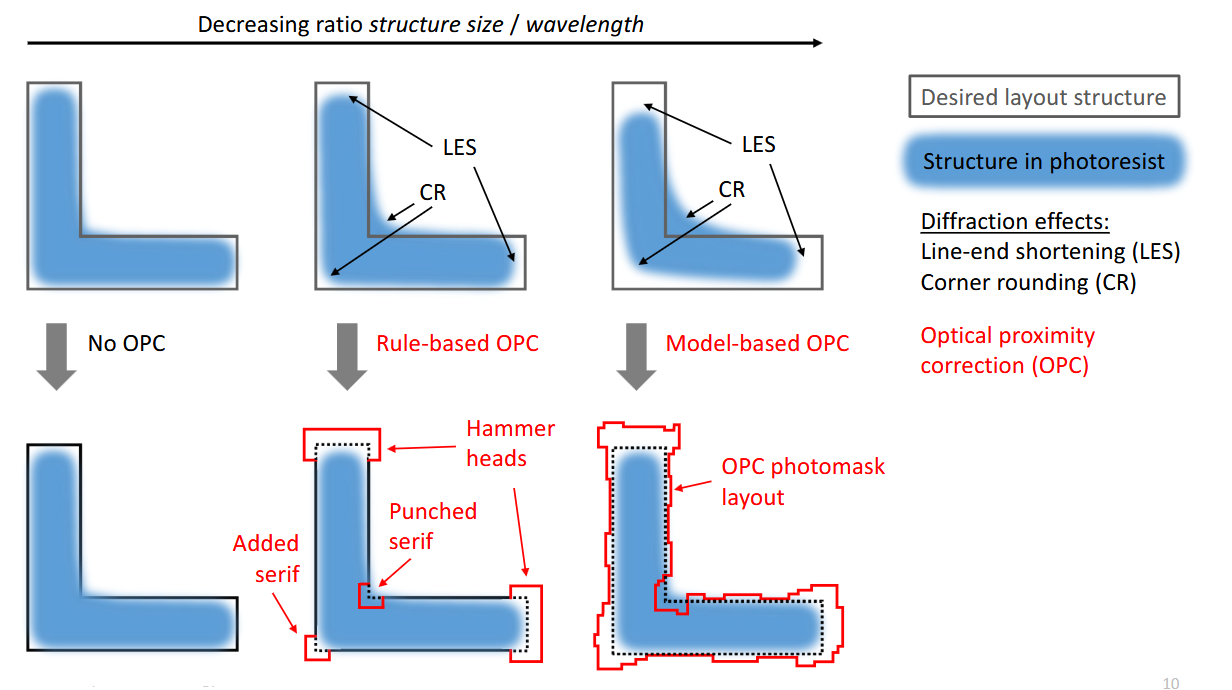 Decreasing ratio structure size / wavelength
LES
CR
LES
CR
Desired layout structure
Structure in photoresist
Diffraction effects:
Line-end shortening (LES)
Corner rounding (CR)
No OPC
Rule-based OPC
Model-based OPC
Optical proximity
correction (OPC)
Hammer
heads
Punched
serif
Added
serif
OPC photomask
layout
10